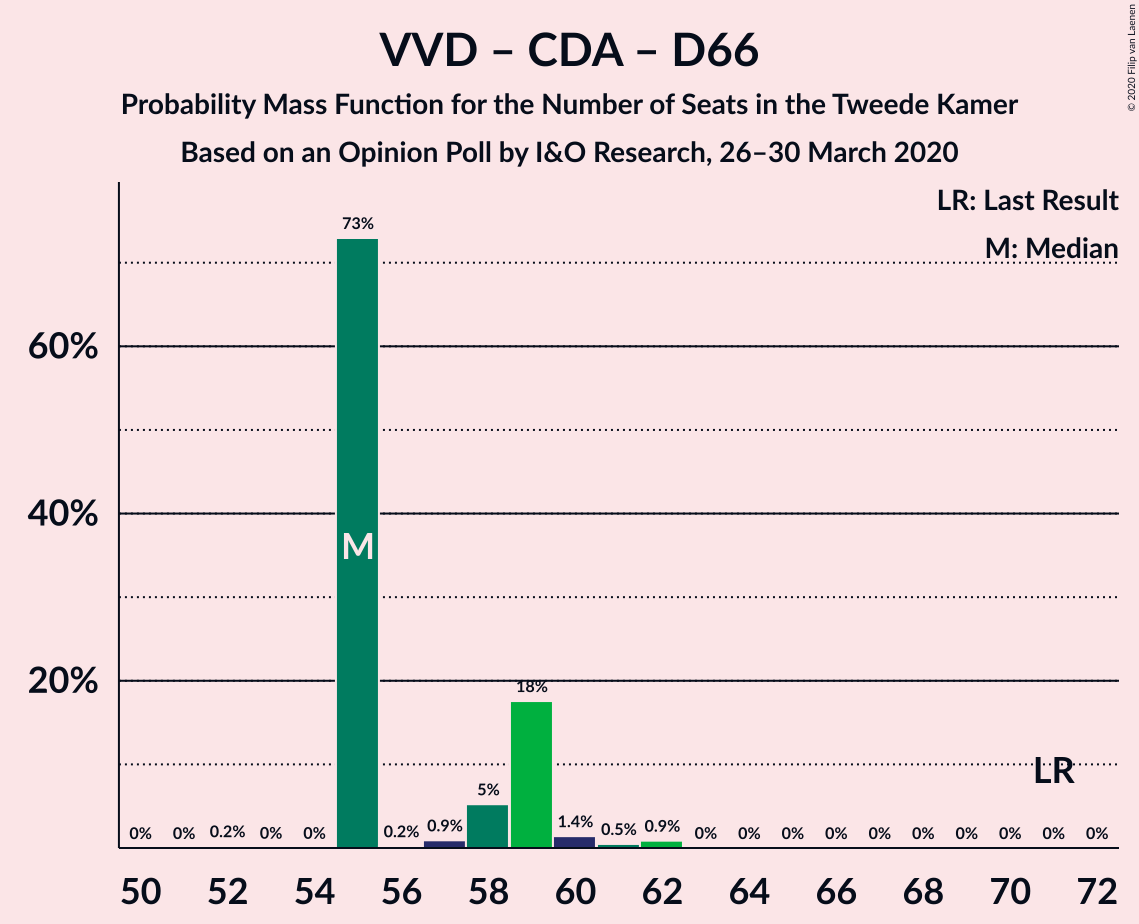 VVD – CDA – D66
Probability Mass Function for the Number of Seats in the Tweede Kamer
Based on an Opinion Poll by I&O Research, 26–30 March 2020
© 2020 Filip van Laenen
LR: Last Result
M: Median
60%
40%
20%
0%
0%
0.2%
0%
0%
73%
0.2%
0.9%
5%
18%
1.4%
0.5%
0.9%
0%
0%
0%
0%
0%
0%
0%
0%
0%
0%
M
LR
50 52 54 56 58 60 62 64 66 68 70 72